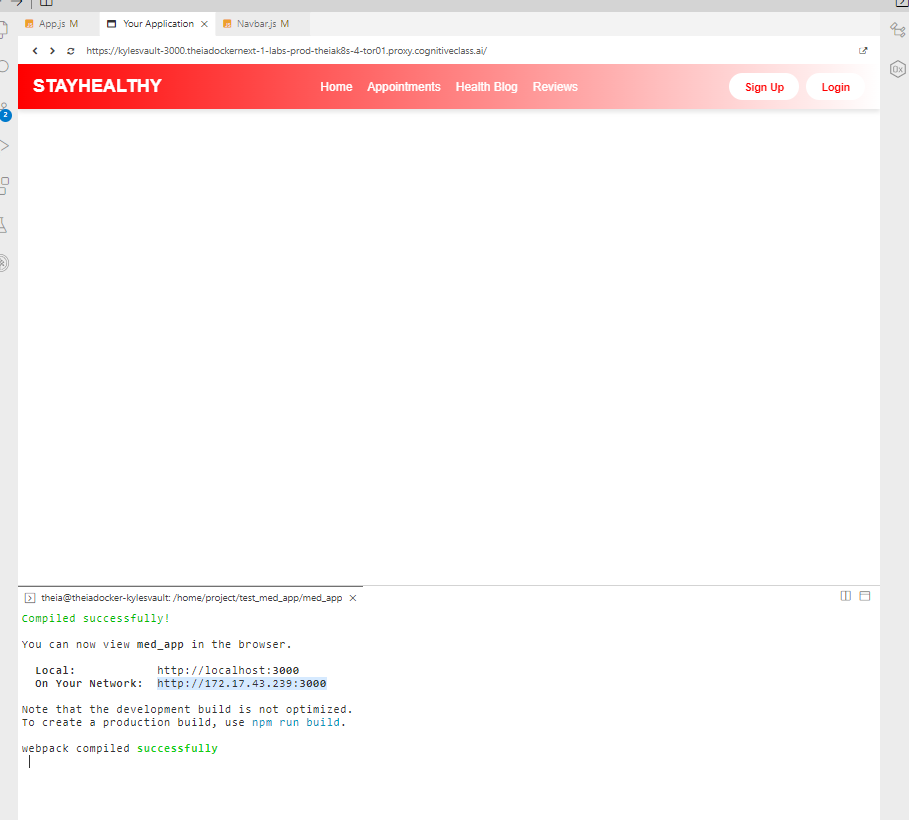 App.js M
Your Application
Navbar.js M
https://kylesvault-3000.theiadockernext-1-labs-prod-theiak8s-4-tor01.proxy.cognitiveclass.ai/
STAYHEALTHY
Home Appointments Health Blog Reviews
Sign Up Login
2
theia@theiadocker-kylesvault: /home/project/test_med_app/med_app
Compiled successfully!
You can now view med_app in the browser.
Local: http://localhost:3000
On Your Network: http://172.17.43.239:3000
Note that the development build is not optimized.
To create a production build, use npm run build.
webpack compiled successfully